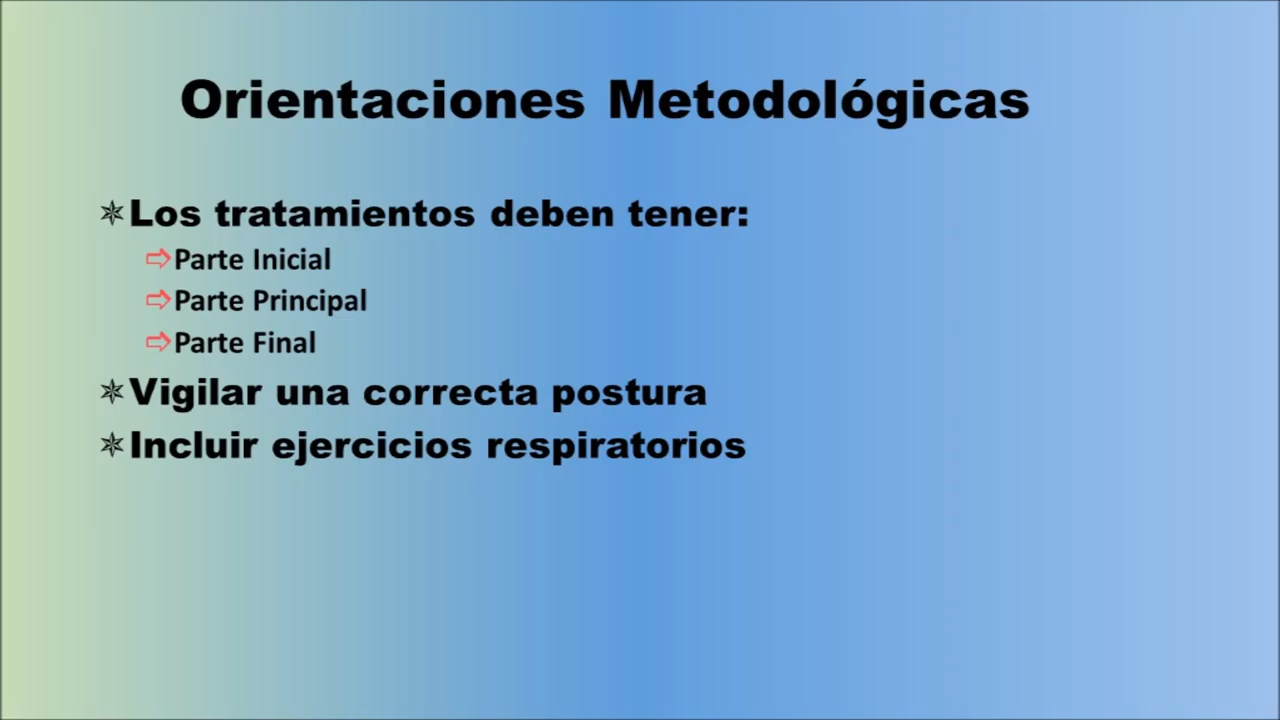 Orientaciones Metodológicas
✵Los tratamientos deben tener:
⇨Parte Inicial
⇨Parte Principal
⇨Parte Final
✵Vigilar una correcta postura
✵Incluir ejercicios respiratorios